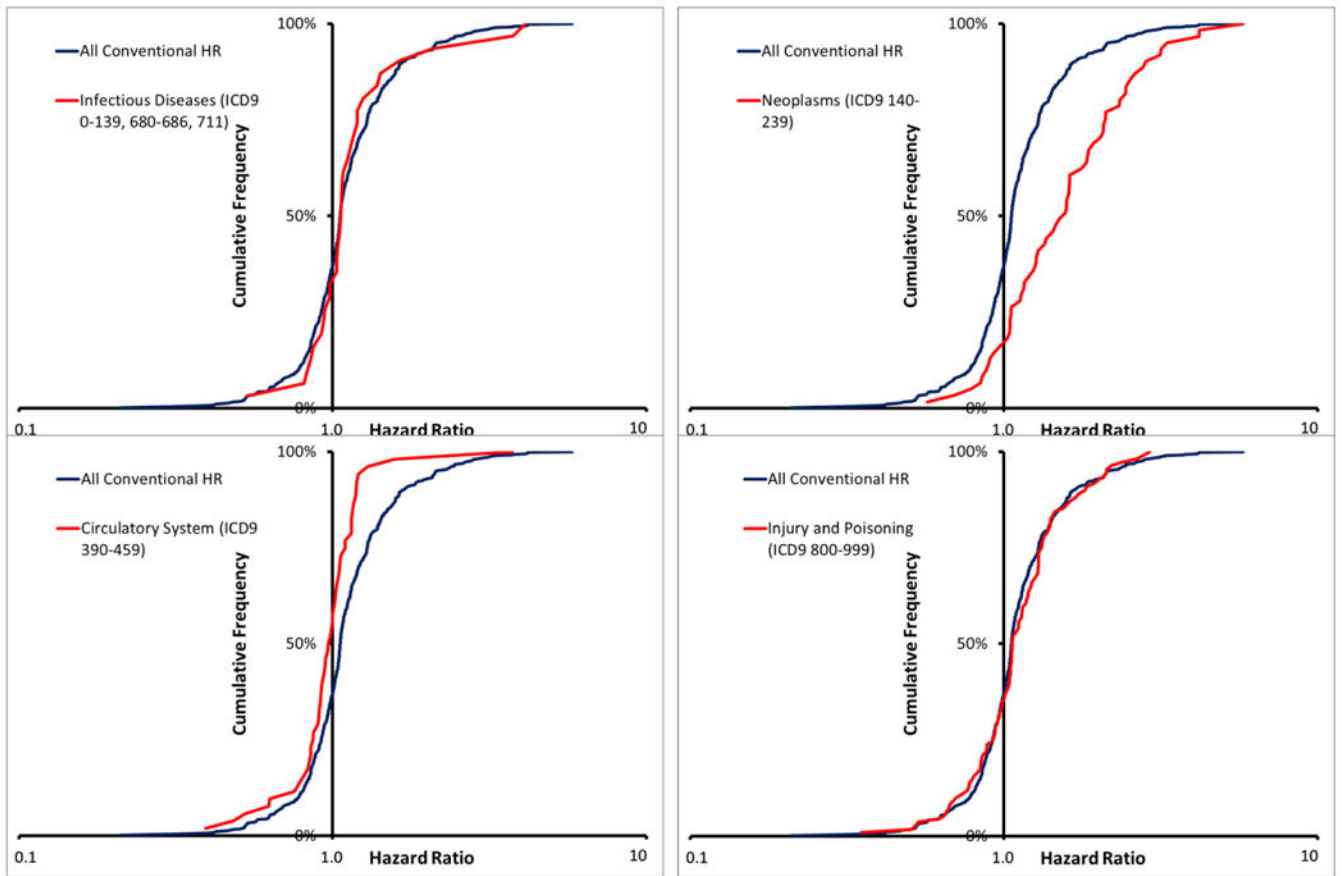 100%
All Conventional HR
Infectious Diseases (ICD9
0-139, 680-686, 711)
Cumulative Frequency
50%
0%
0.1
1.0
Hazard Ratio
10
100%
All Conventional HR
Neoplasms (ICD9 140-
239)
Cumulative Frequency
50%
0%
0.1
1.0
Hazard Ratio
10
100%
All Conventional HR
Circulatory System (ICD9
390-459)
Cumulative Frequency
50%
0%
0.1
1.0
Hazard Ratio
10
100%
All Conventional HR
Injury and Poisoning
(ICD9 800-999)
Cumulative Frequency
50%
0%
0.1
1.0
Hazard Ratio
10